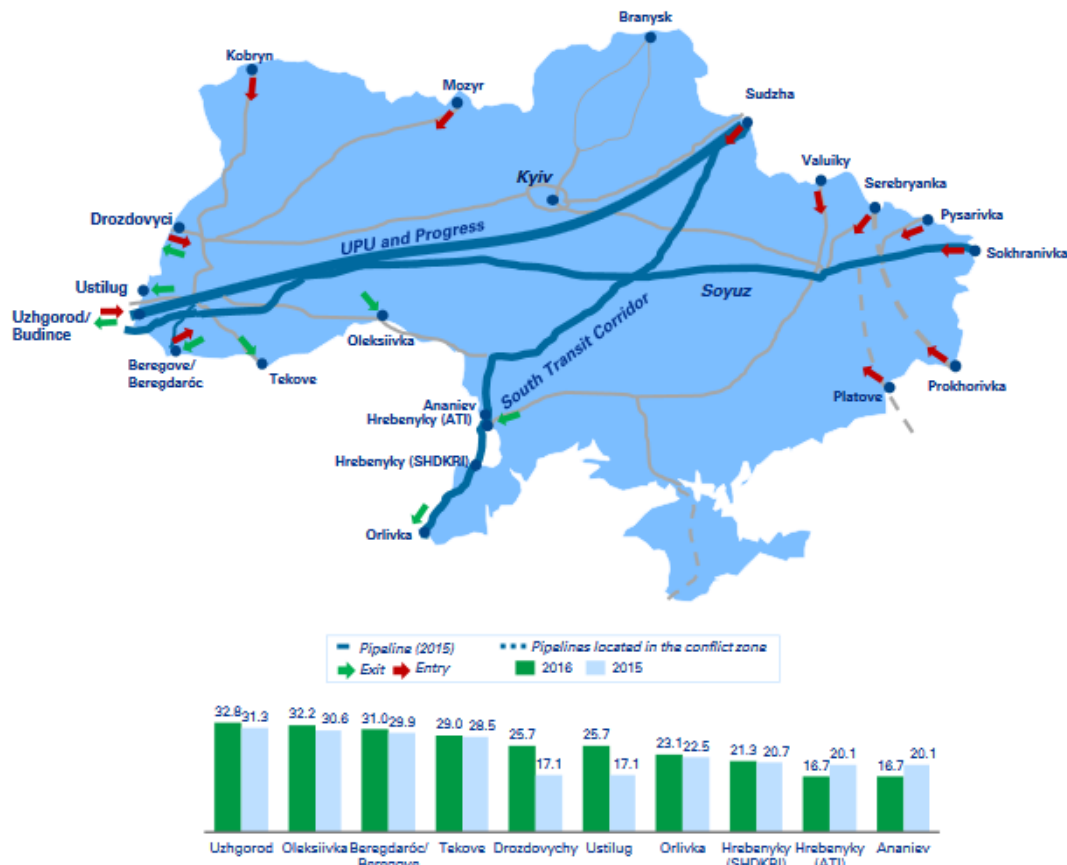 Branysk
Kobryn
Mozyr
Sudzha
Valuiky
Serebryanka
Kyiv
Pysarivka
Drozdovyci
UPU and Progress
Sokhranivka
Ustilug
Soyuz
Uzhgorod/
Budince
Oleksiivka
South Transit Corridor
Beregove/
Beregdaróc
Tekove
Prokhorivka
Platove
Ananiev
Hrebenyky (ATI)
Hrebenyky (SHDKRI)
Orlivka
Pipeline (2015) Pipelines located in the conflict zone
Exit Entry 2016 2015
32.8 31.3 32.2 30.6 31.0 29.9 29.0 28.5 25.7 17.1 25.7 17.1 23.1 22.5 21.3 20.7 16.7 20.1 16.7 20.1
Uzhgorod Oleksiivka Beregdaróc/ Tekove Drozdovychy Ustilug Orlivka Hrebenyky Hrebenyky Ananiev
Beregove (SHDKRI) (ATI)